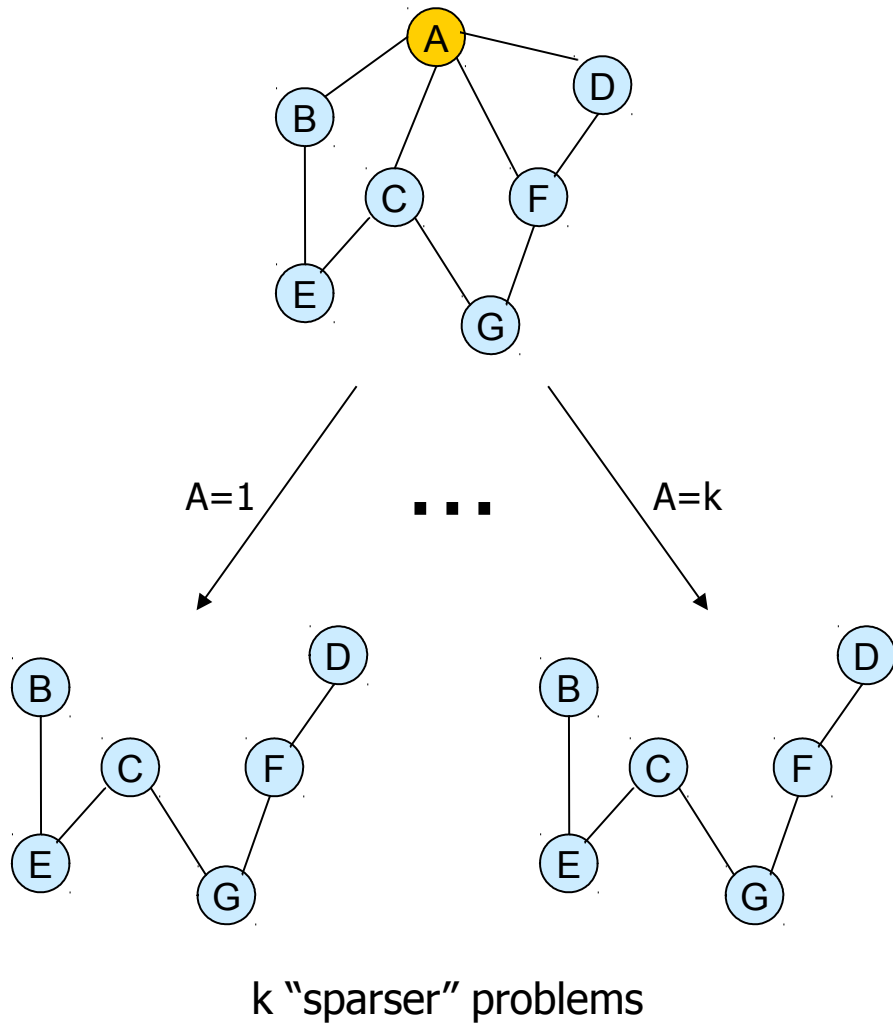 A
D
B
C F
E
G
A=1 ... A=k
D D
B B
C F C F
E E
G G
k “sparser” problems